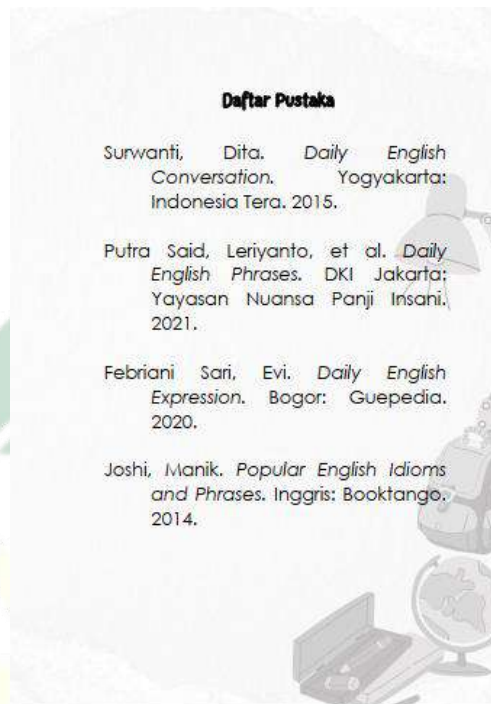 Daftar Pustaka
Surwanti, Dita. Daily English
Conversation. Yogyakarta:
Indonesia Tera. 2015.
Putra Said, Leriyanto, et al. Daily
English Phrases. DKI Jakarta:
Yayasan Nuansa Panji Insani.
2021.
Febriani Sari, Evi. Daily English
Expression. Bogor: Guepedia.
2020.
Joshi, Manik. Popular English Idioms
and Phrases. Inggris: Booktango.
2014.